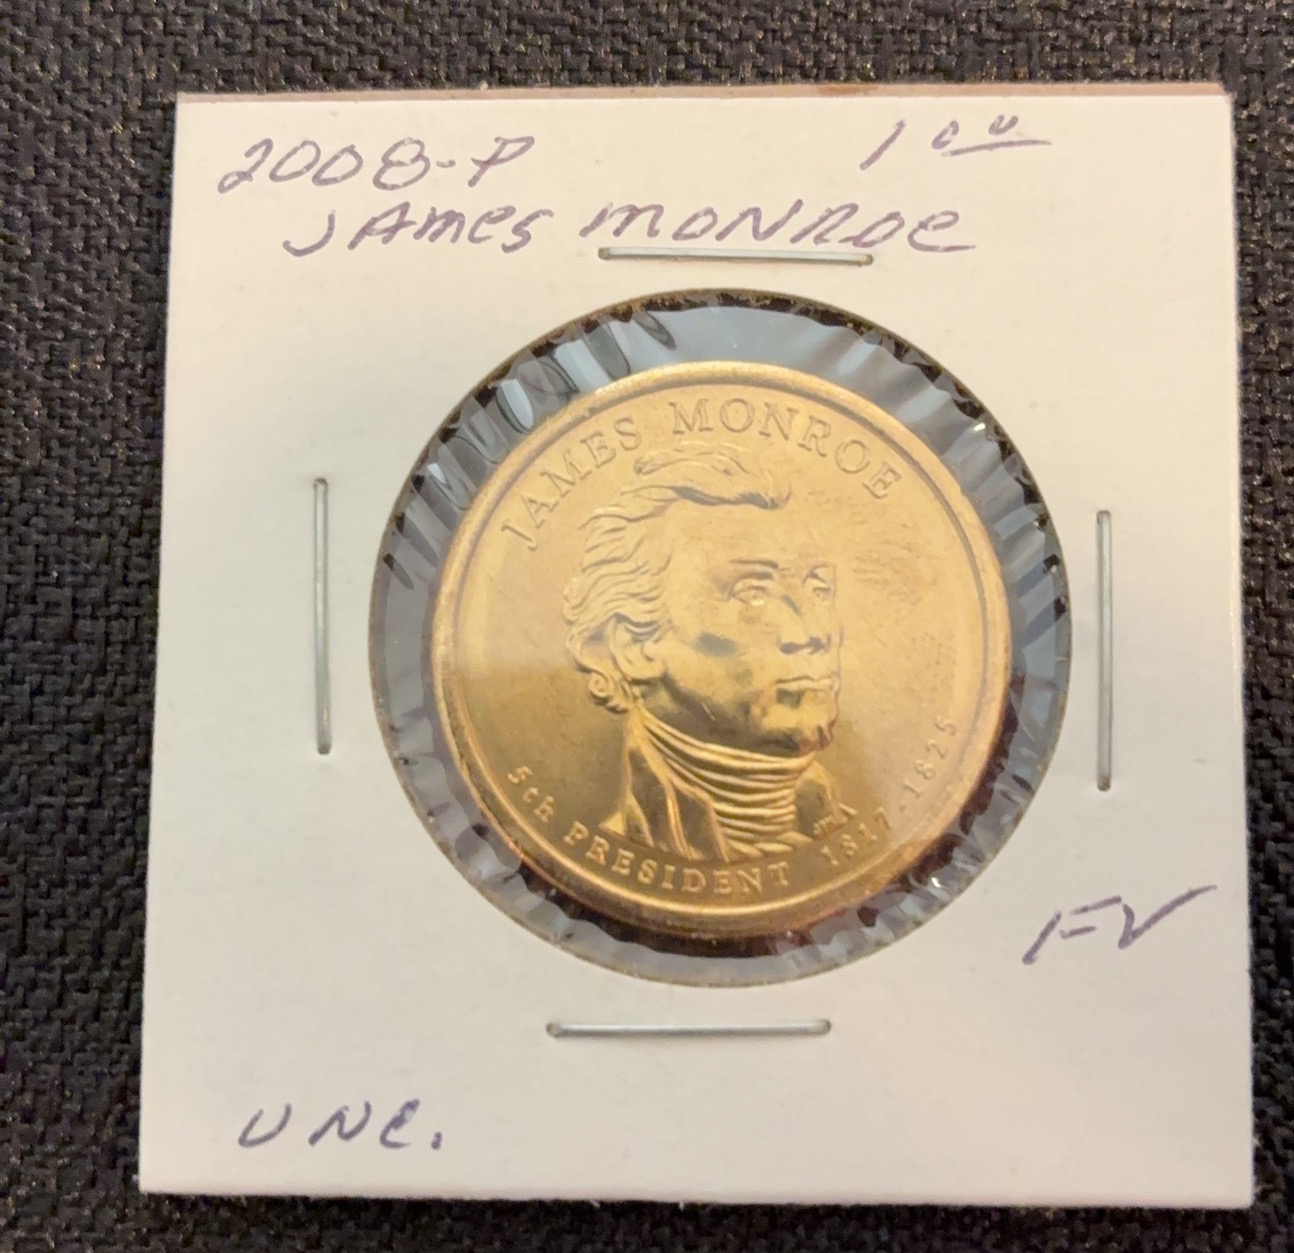 2008-P 1 00
JAmes MONROe
JAMES MONROE
5th PRESIDENT 1817-1825
FV
UNC.